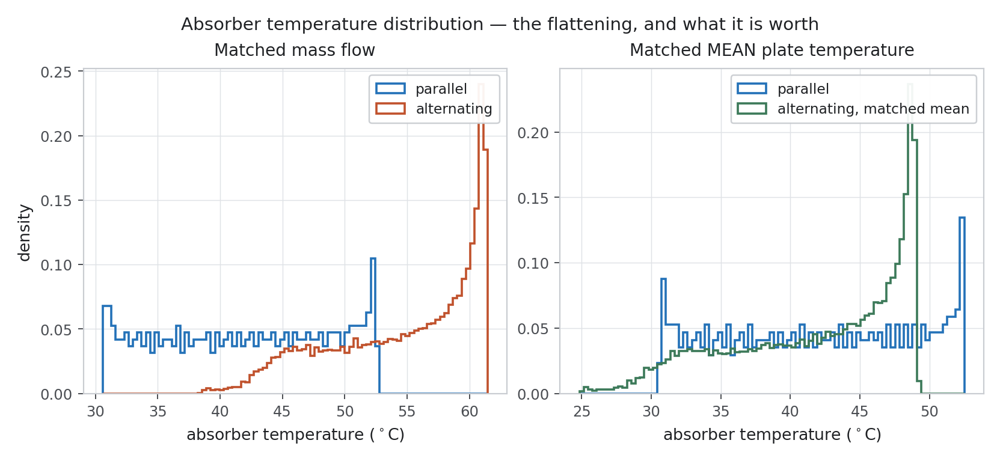 Absorber temperature distribution — the flattening, and what it is worth
Matched mass flow
0.25
0.20
0.15
0.10
0.05
0.00
density
parallel
alternating
30 35 40 45 50 55 60
absorber temperature (°C)
Matched MEAN plate temperature
0.20
0.15
0.10
0.05
0.00
parallel
alternating, matched mean
25 30 35 40 45 50
absorber temperature (°C)